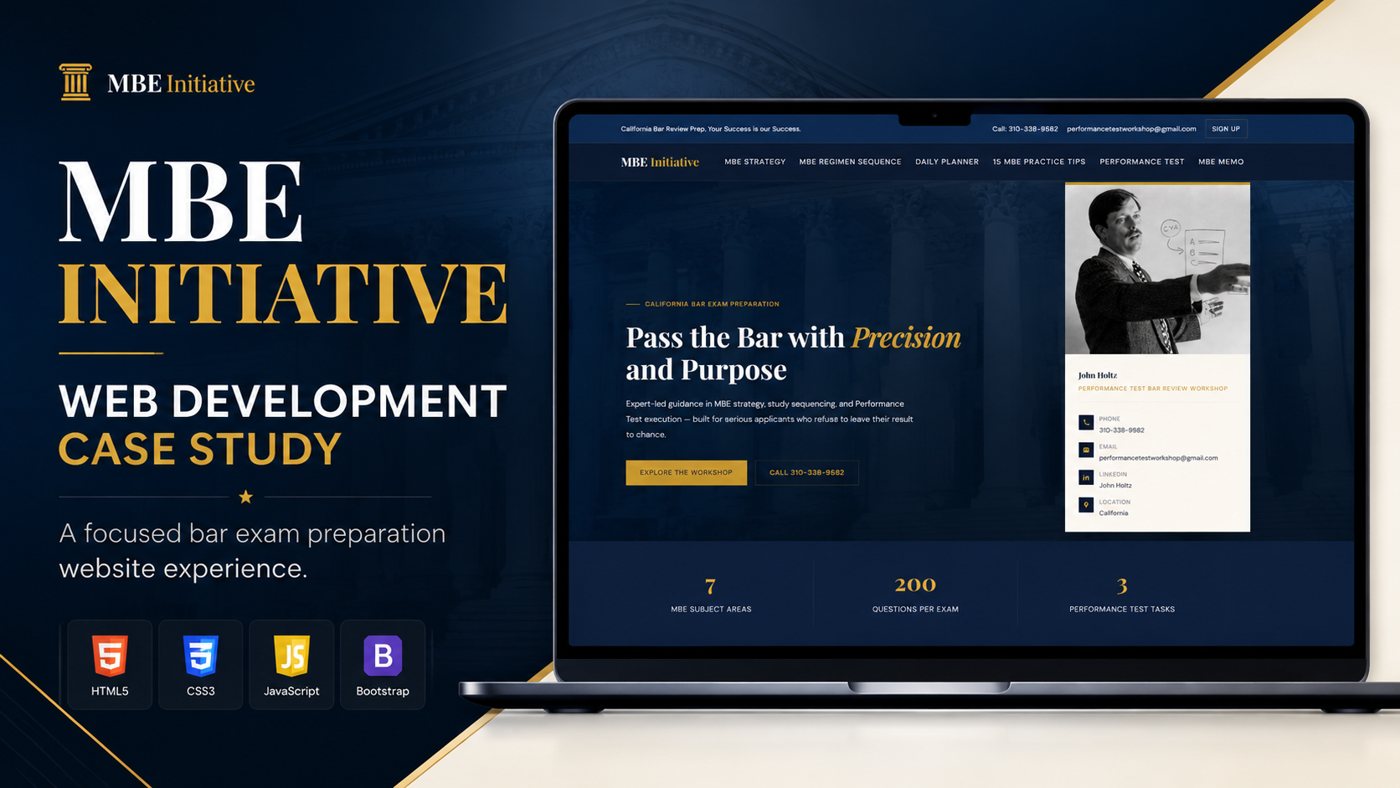 MBE Initiative
MBE
INITIATIVE
WEB DEVELOPMENT
CASE STUDY
A focused bar exam preparation
website experience.
HTML5
CSS3
JS
JavaScript
B
Bootstrap
California Bar Review Prep. Your Success is our Success.
Call: 310-338-9582 performancetestworkshop@gmail.com SIGN UP
MBE Initiative MBE STRATEGY MBE REGIMEN SEQUENCE DAILY PLANNER 15 MBE PRACTICE TIPS PERFORMANCE TEST MBE MEMO
CALIFORNIA BAR EXAM PREPARATION
Pass the Bar with Precision
and Purpose
Expert-led guidance in MBE strategy, study sequencing, and Performance
Test execution — built for serious applicants who refuse to leave their result
to chance.
EXPLORE THE WORKSHOP CALL 310-338-9582
A
B
C
John Holtz
PERFORMANCE TEST BAR REVIEW WORKSHOP
PHONE
310-338-9582
EMAIL
performancetestworkshop@gmail.com
in
LINKEDIN
John Holtz
LOCATION
California
7
MBE SUBJECT AREAS
200
QUESTIONS PER EXAM
3
PERFORMANCE TEST TASKS